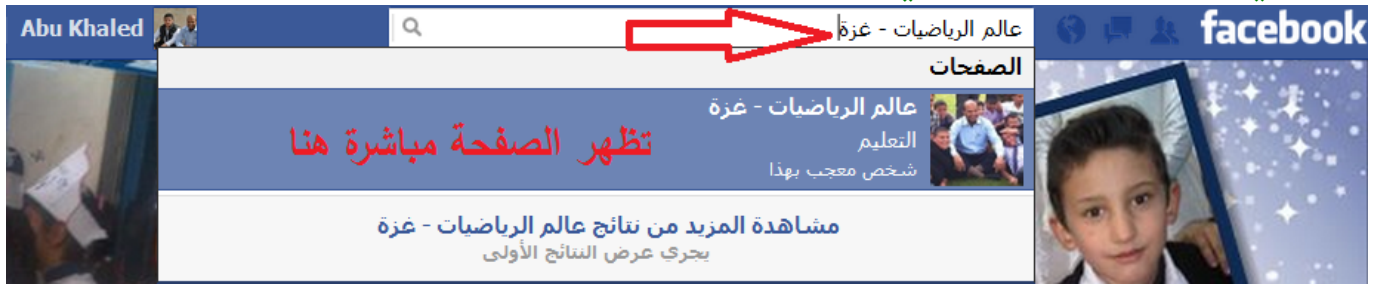 facebook
عالم الرياضيات - غزة
Abu Khaled
الصفحات
عالم الرياضيات - غزة
التعليم
شخص معجب بهذا
تظهر الصفحة مباشرة هنا
مشاهدة المزيد من نتائج عالم الرياضيات - غزة
يجري عرض النتائج الأولى